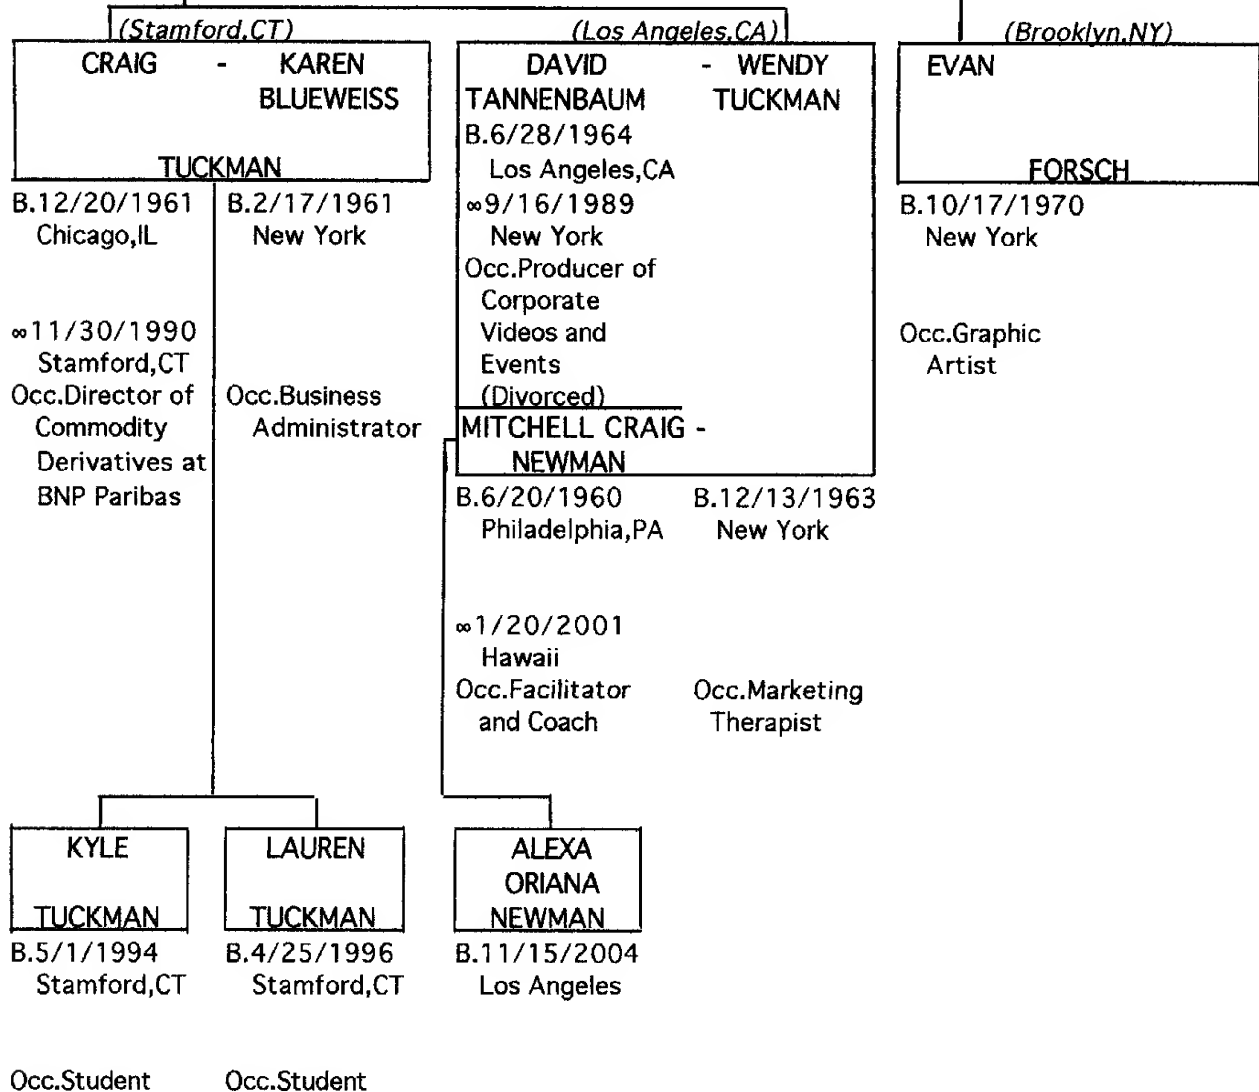 (Stamford,CT)
CRAIG - KAREN
BLUEWEISS
TUCKMAN
B.12/20/1961 B.2/17/1961
Chicago,IL New York
∞11/30/1990
Stamford,CT
Occ.Director of Occ.Business
Commodity Administrator
Derivatives at
BNP Paribas
(Los Angeles,CA)
DAVID - WENDY
TANNENBAUM TUCKMAN
B.6/28/1964
Los Angeles,CA
∞9/16/1989
New York
Occ.Producer of
Corporate
Videos and
Events
(Divorced)
MITCHELL CRAIG -
NEWMAN
B.6/20/1960 B.12/13/1963
Philadelphia,PA New York
∞1/20/2001
Hawaii
Occ.Facilitator Occ.Marketing
and Coach Therapist
(Brooklyn,NY)
EVAN
FORSCH
B.10/17/1970
New York
Occ.Graphic
Artist
KYLE
TUCKMAN
B.5/1/1994
Stamford,CT
Occ.Student
LAUREN
TUCKMAN
B.4/25/1996
Stamford,CT
Occ.Student
ALEXA
ORIANA
NEWMAN
B.11/15/2004
Los Angeles